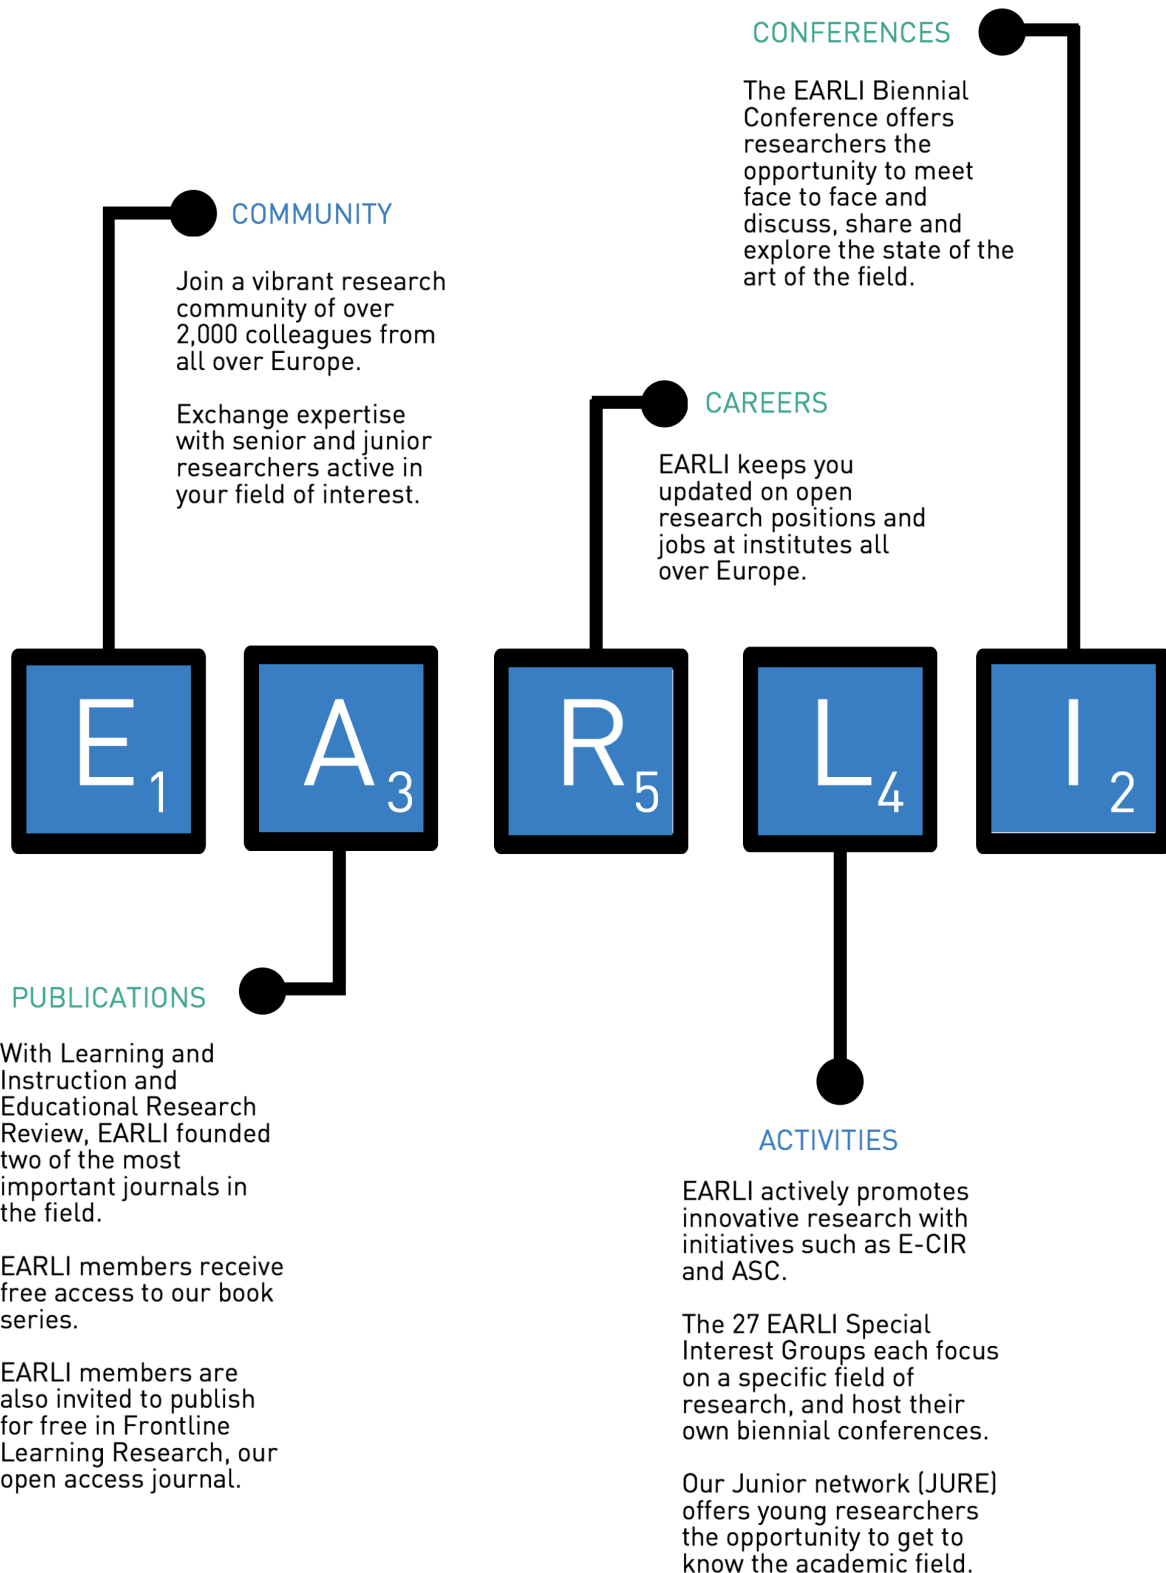 CONFERENCES
The EARLI Biennial
Conference offers
researchers the
opportunity to meet
face to face and
discuss, share and
explore the state of the
art of the field.
COMMUNITY
Join a vibrant research
community of over
2,000 colleagues from
all over Europe.
Exchange expertise
with senior and junior
researchers active in
your field of interest.
CAREERS
EARLI keeps you
updated on open
research positions and
jobs at institutes all
over Europe.
E1 A3 R5 L4 I2
PUBLICATIONS
With Learning and
Instruction and
Educational Research
Review, EARLI founded
two of the most
important journals in
the field.
EARLI members receive
free access to our book
series.
EARLI members are
also invited to publish
for free in Frontline
Learning Research, our
open access journal.
ACTIVITIES
EARLI actively promotes
innovative research with
initiatives such as E-CIR
and ASC.
The 27 EARLI Special
Interest Groups each focus
on a specific field of
research, and host their
own biennial conferences.
Our Junior network (JURE)
offers young researchers
the opportunity to get to
know the academic field.